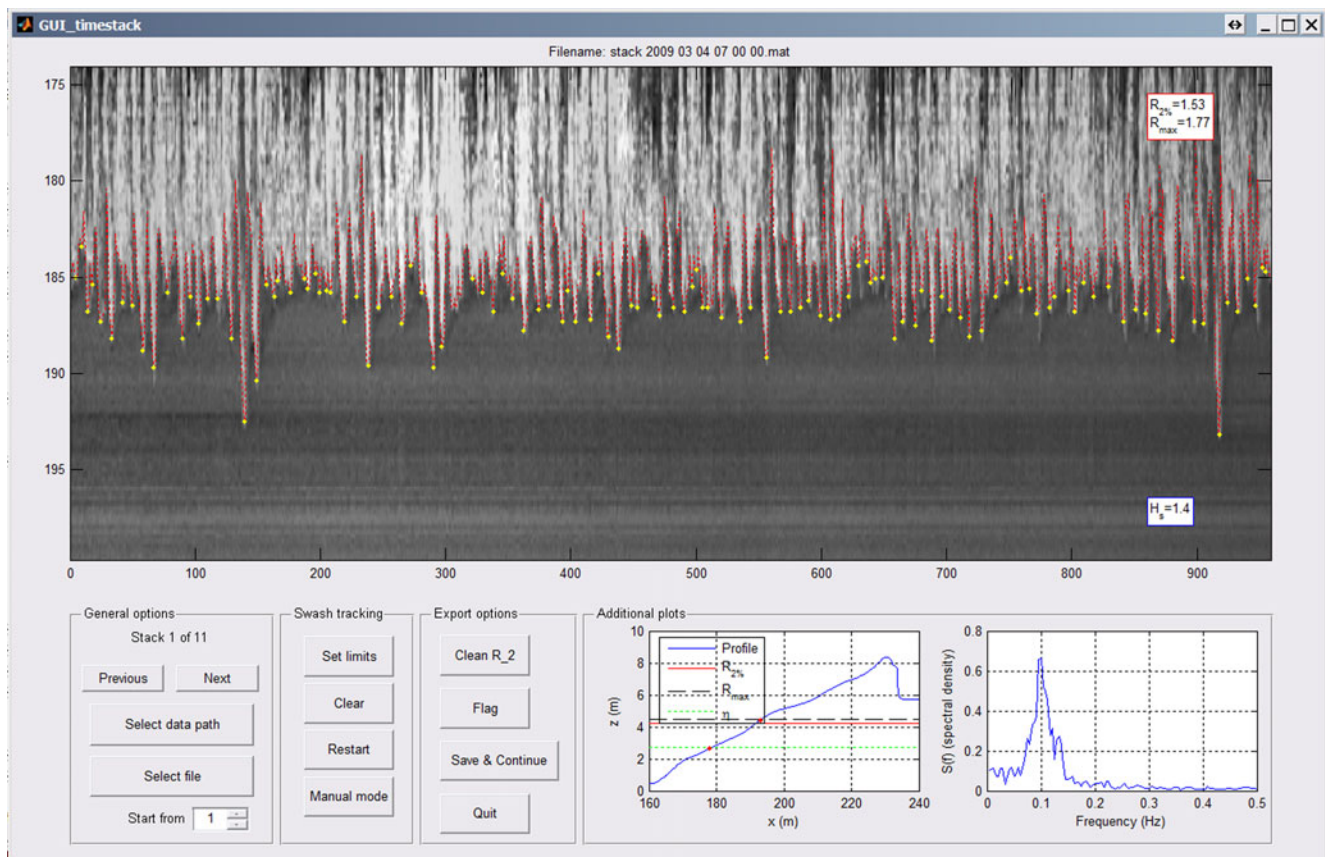 GUI_timestack
Filename: stack 2009 03 04 07 00 00.mat
175
180
185
190
195
R2%=1.53
Rmax=1.77
Hs=1.4
0 100 200 300 400 500 600 700 800 900
General options
Stack 1 of 11
Previous Next
Select data path
Select file
Start from 1
Swash tracking
Set limits
Clear
Restart
Manual mode
Export options
Clean R_2
Flag
Save & Continue
Quit
Additional plots
10
8
6
4
2
0
z (m)
Profile
R2%
Rmax
η
160 180 200 220 240
x (m)
0.8
0.6
0.4
0.2
0
S(f) (spectral density)
0 0.1 0.2 0.3 0.4 0.5
Frequency (Hz)